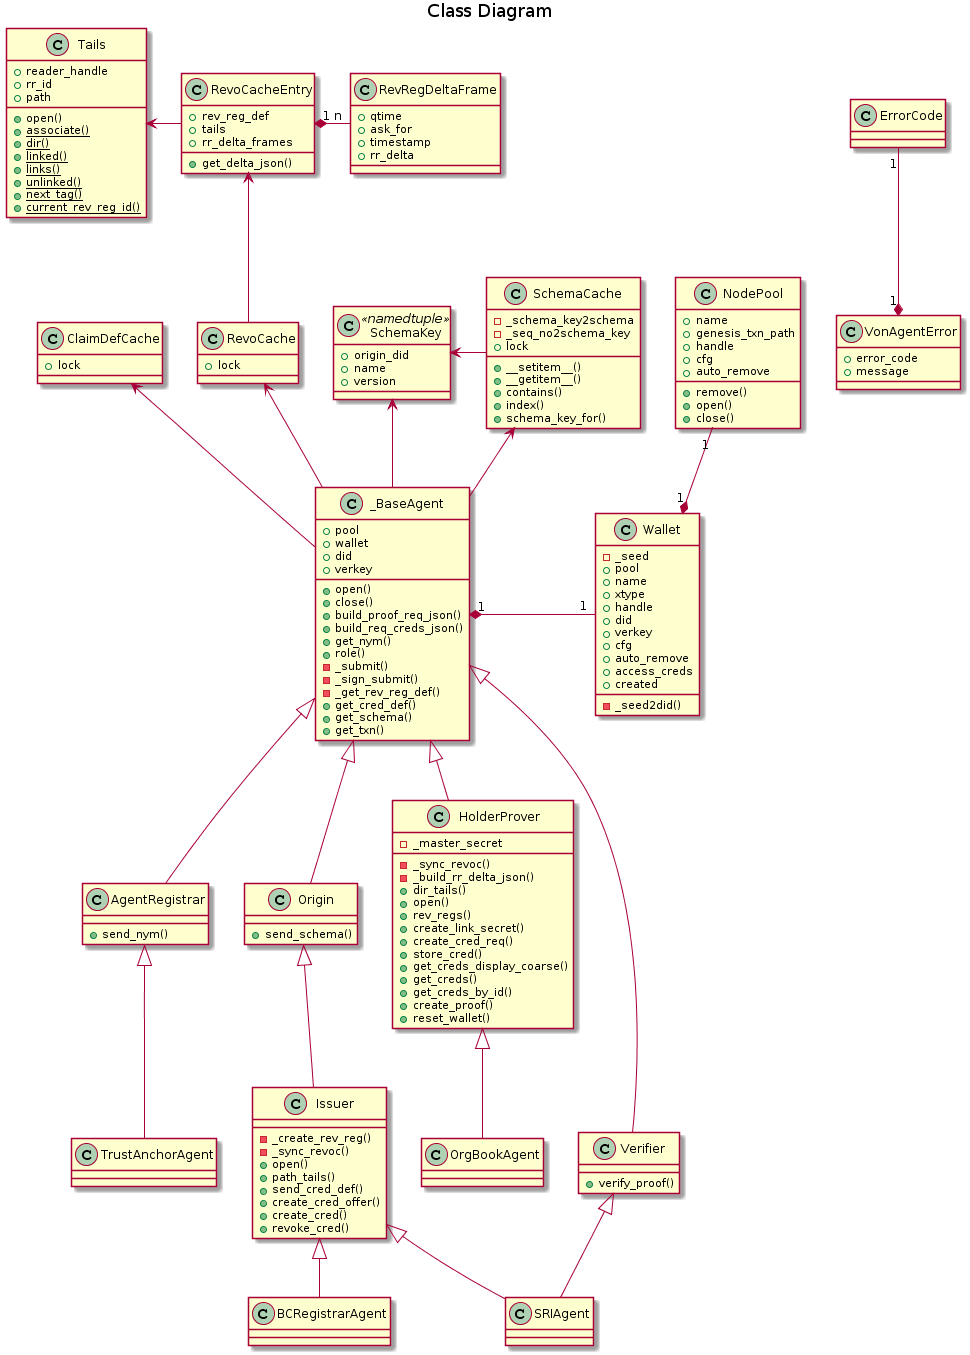 Class Diagram
C Tails
reader_handle
rr_id
path
open()
associate()
dir()
linked()
links()
unlinked()
next_tag()
current_rev_reg_id()
C RevoCacheEntry
rev_reg_def
tails
rr_delta_frames
get_delta_json()
1 n
C RevRegDeltaFrame
qtime
ask_for
timestamp
rr_delta
C ErrorCode
1
1
C ClaimDefCache
lock
C RevoCache
lock
C «namedtuple»
SchemaKey
origin_did
name
version
C SchemaCache
_schema_key2schema
_seq_no2schema_key
lock
__setitem__()
__getitem__()
contains()
index()
schema_key_for()
C NodePool
name
genesis_txn_path
handle
cfg
auto_remove
remove()
open()
close()
1
1
C VonAgentError
error_code
message
C _BaseAgent
pool
wallet
did
verkey
open()
close()
build_proof_req_json()
build_req_creds_json()
get_nym()
role()
_submit()
_sign_submit()
_get_rev_reg_def()
get_cred_def()
get_schema()
get_txn()
1 1
C Wallet
_seed
pool
name
xtype
handle
did
verkey
cfg
auto_remove
access_creds
created
_seed2did()
C AgentRegistrar
send_nym()
C Origin
send_schema()
C HolderProver
_master_secret
_sync_revoc()
_build_rr_delta_json()
dir_tails()
open()
rev_regs()
create_link_secret()
create_cred_req()
store_cred()
get_creds_display_coarse()
get_creds()
get_creds_by_id()
create_proof()
reset_wallet()
C TrustAnchorAgent
C Issuer
_create_rev_reg()
_sync_revoc()
open()
path_tails()
send_cred_def()
create_cred_offer()
create_cred()
revoke_cred()
C OrgBookAgent
C Verifier
verify_proof()
C BCRegistrarAgent
C SRIAgent